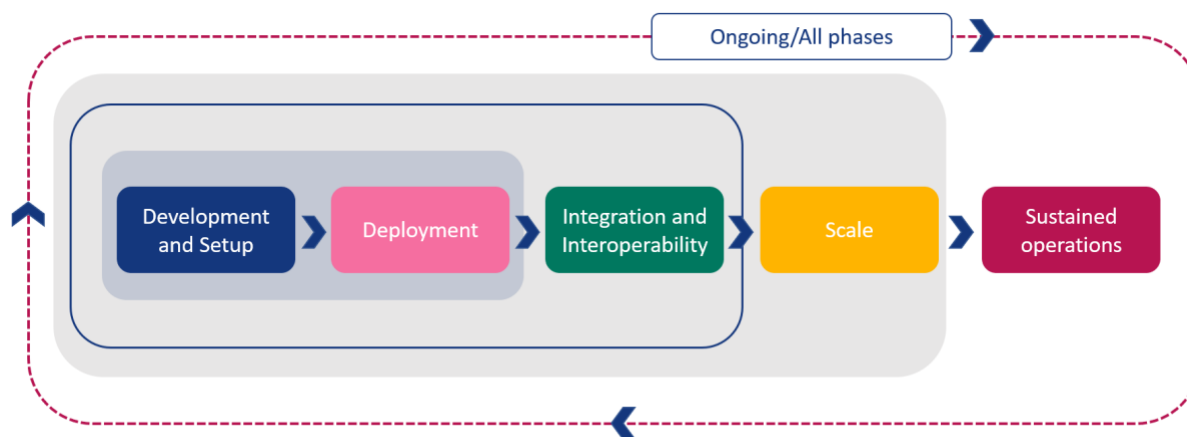 Ongoing/All phases
Development
and Setup
Deployment
Integration and
Interoperability
Scale
Sustained
operations